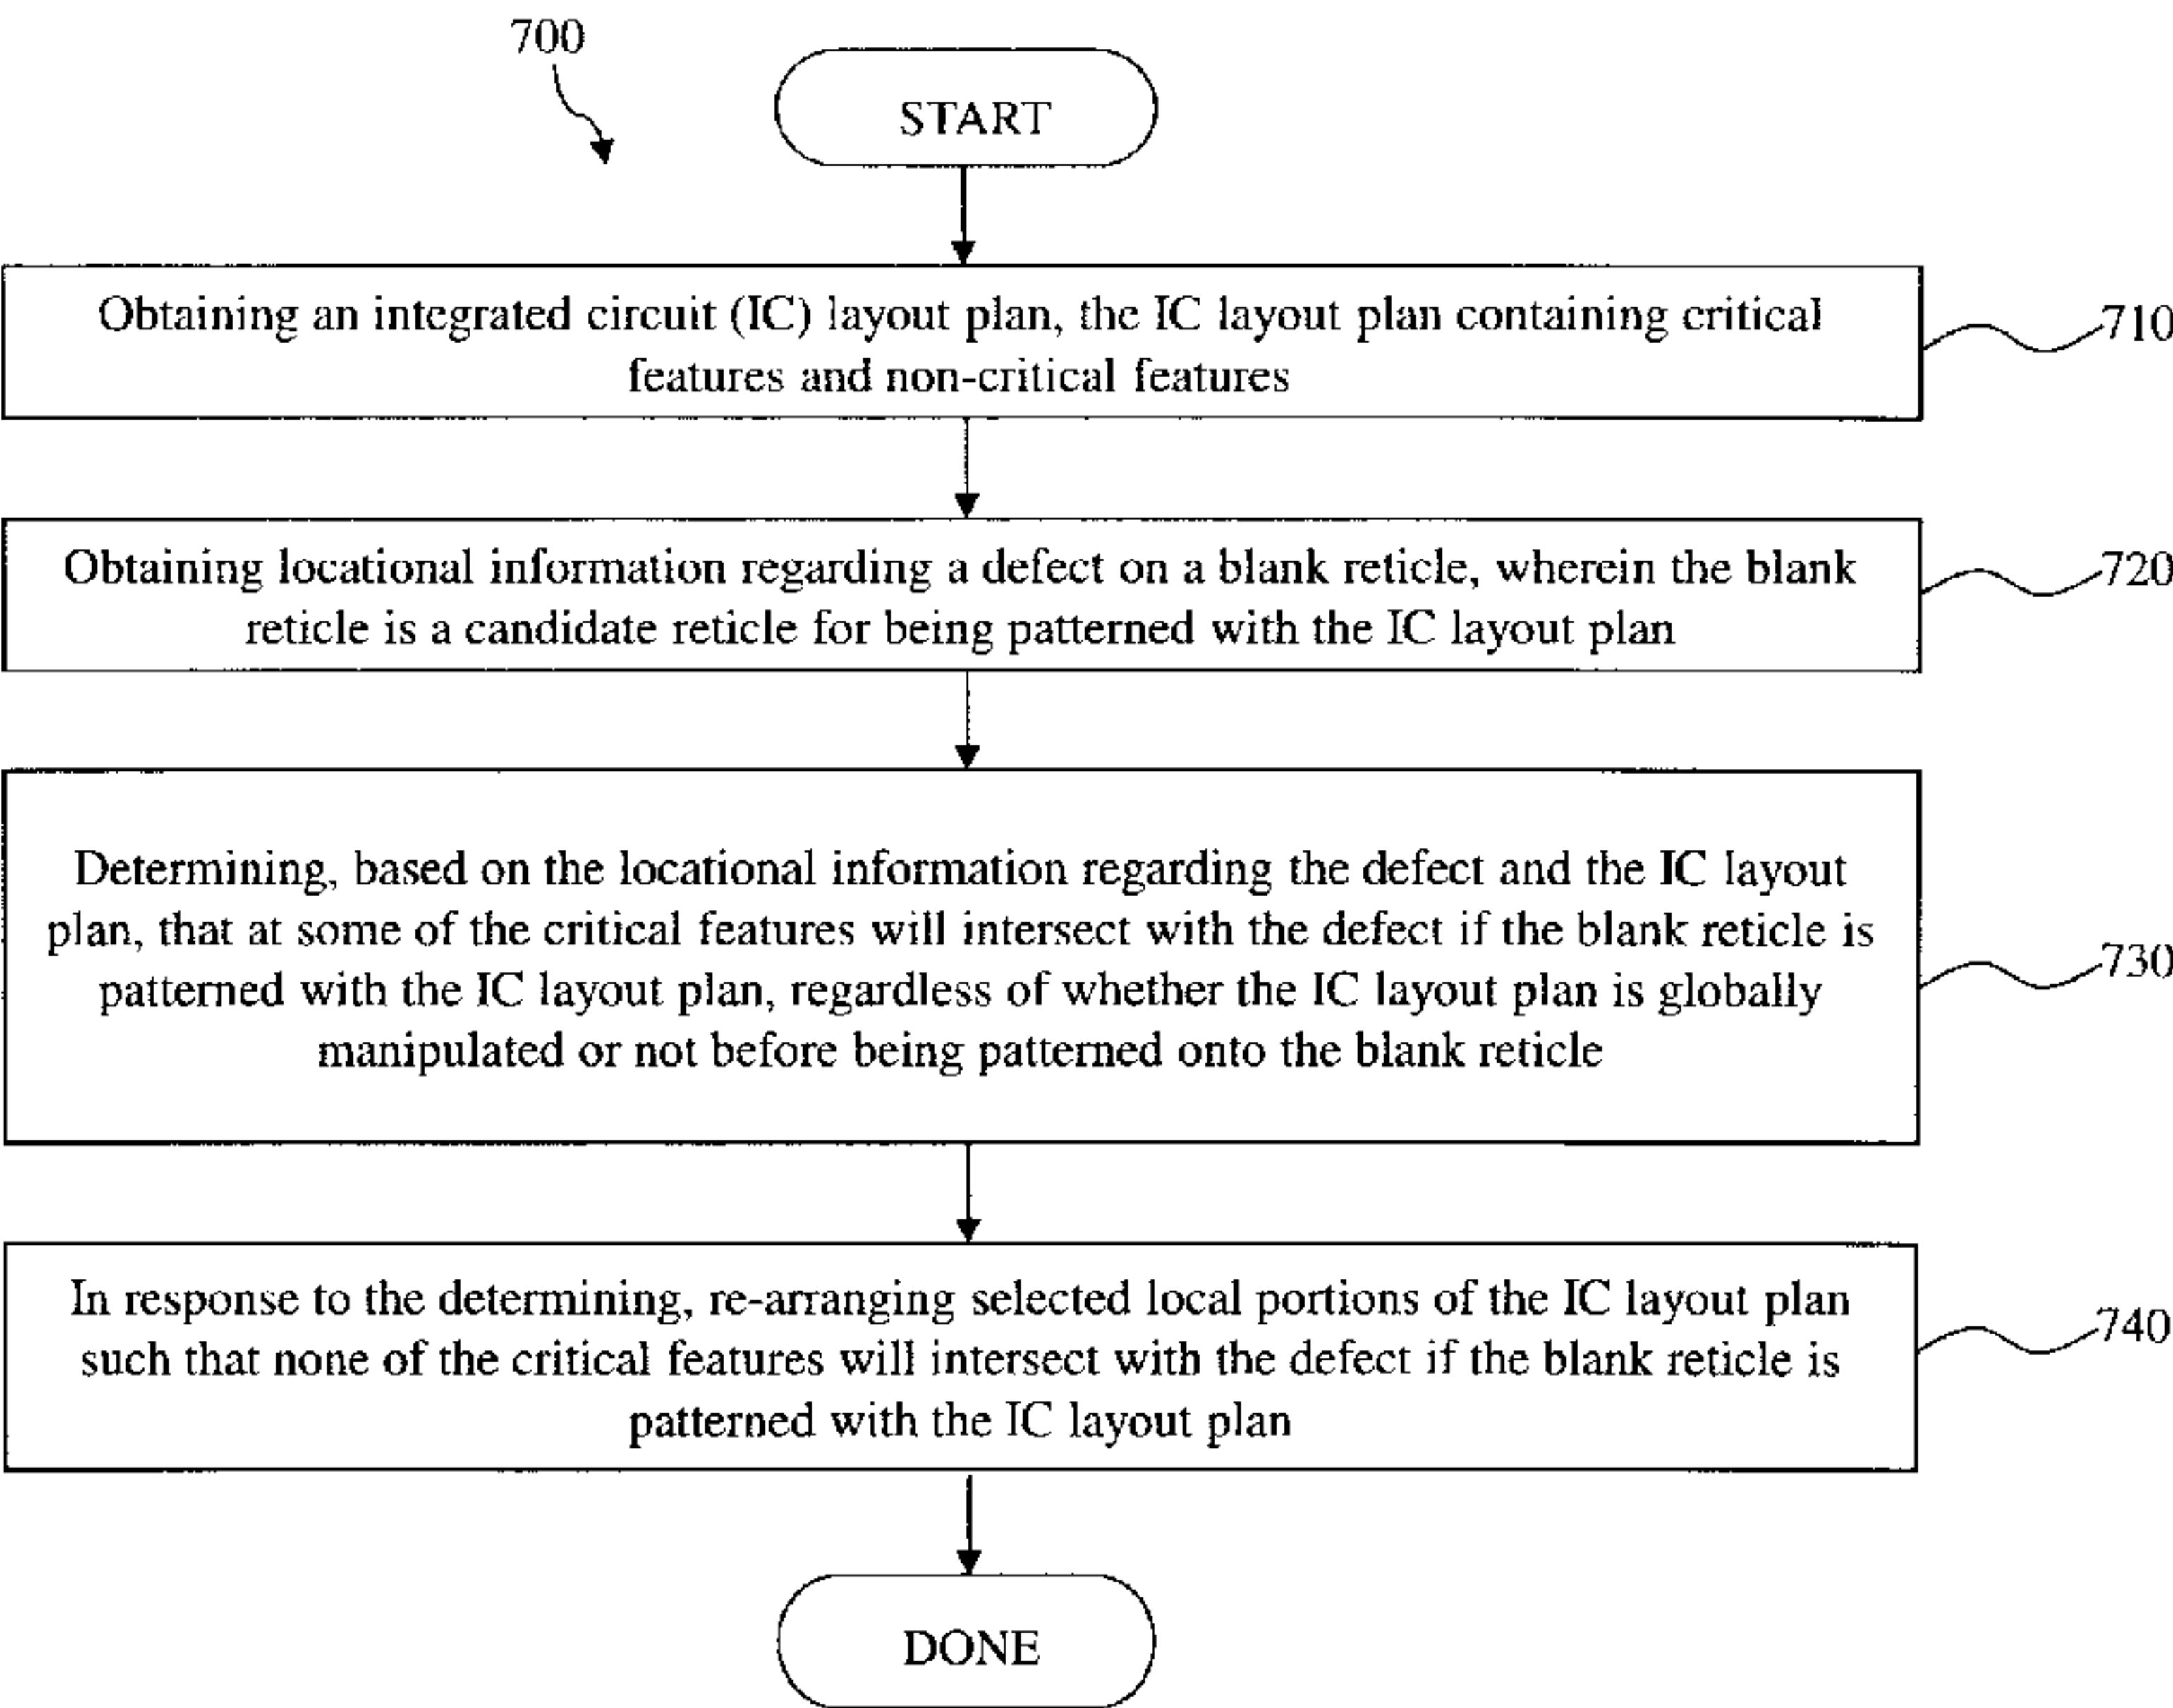 700
START
Obtaining an integrated circuit (IC) layout plan, the IC layout plan containing critical
features and non-critical features
710
Obtaining locational information regarding a defect on a blank reticle, wherein the blank
reticle is a candidate reticle for being patterned with the IC layout plan
720
Determining, based on the locational information regarding the defect and the IC layout
plan, that at some of the critical features will intersect with the defect if the blank reticle is
patterned with the IC layout plan, regardless of whether the IC layout plan is globally
manipulated or not before being patterned onto the blank reticle
730
In response to the determining, re-arranging selected local portions of the IC layout plan
such that none of the critical features will intersect with the defect if the blank reticle is
patterned with the IC layout plan
740
DONE